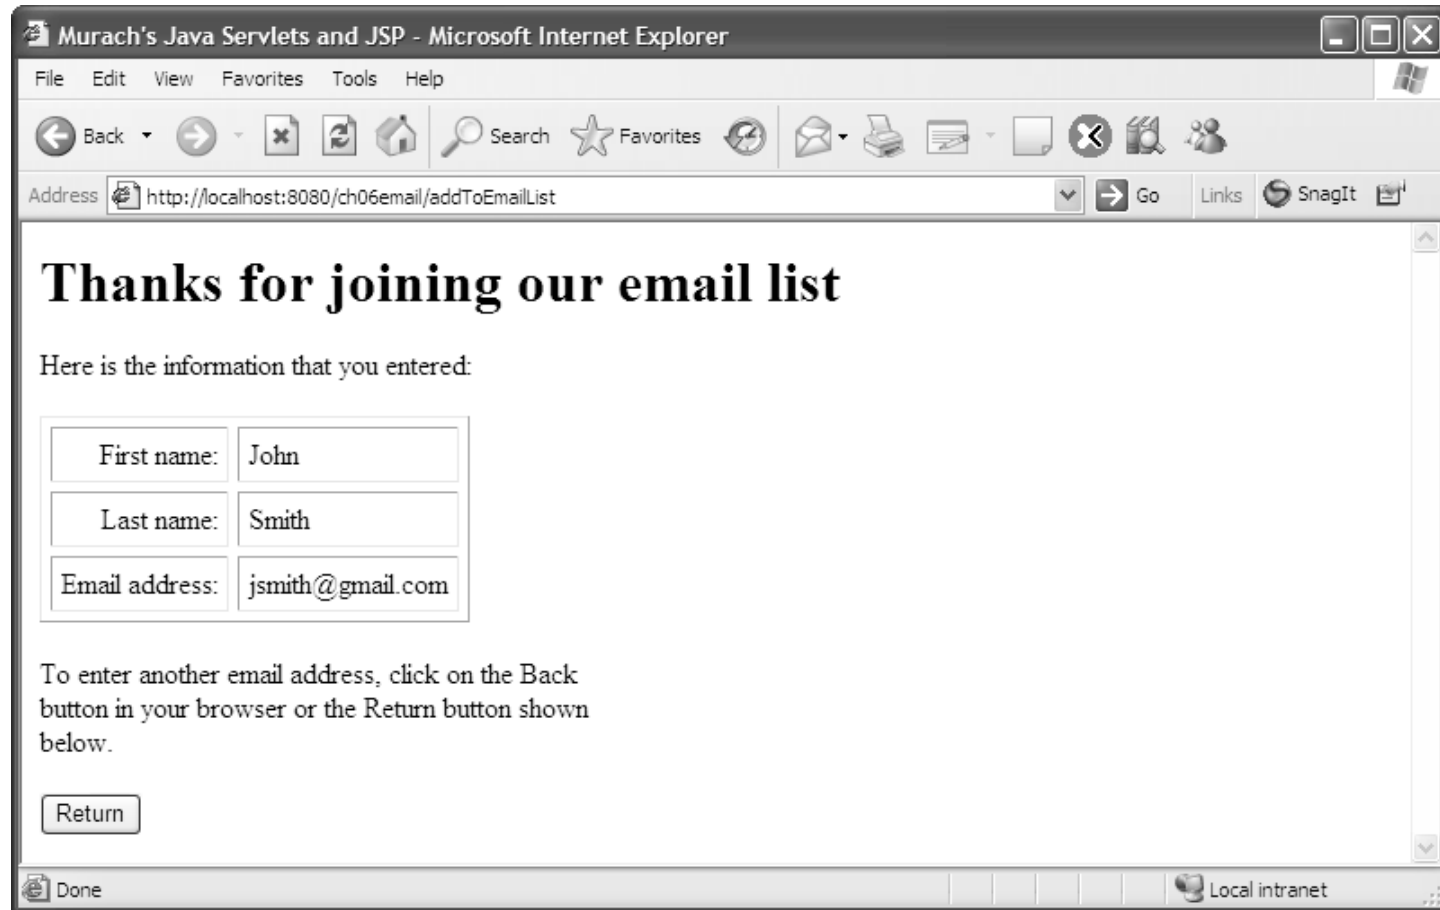 Murach's Java Servlets and JSP - Microsoft Internet Explorer
File Edit View Favorites Tools Help
Back Search Favorites
Address http://localhost:8080/ch06email/addToEmailList Go Links SnagIt
Thanks for joining our email list
Here is the information that you entered:
First name: John
Last name: Smith
Email address: jsmith@gmail.com
To enter another email address, click on the Back
button in your browser or the Return button shown
below.
Return
Done Local intranet